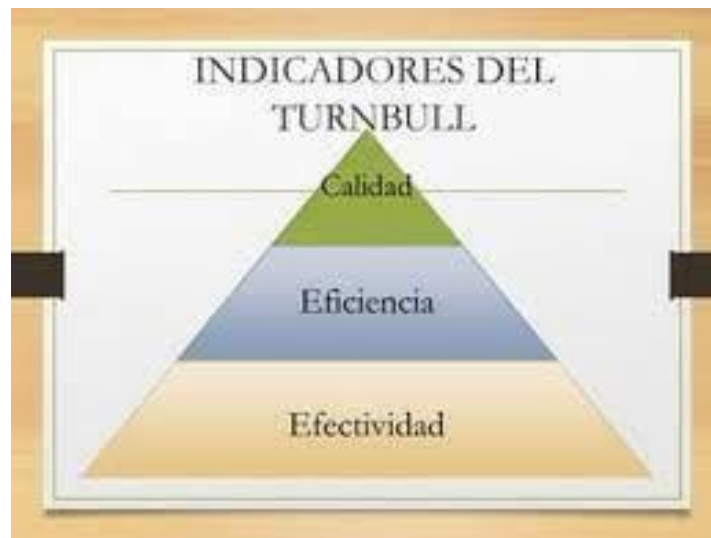 INDICADORES DEL
TURNBULL
Calidad
Eficiencia
Efectividad